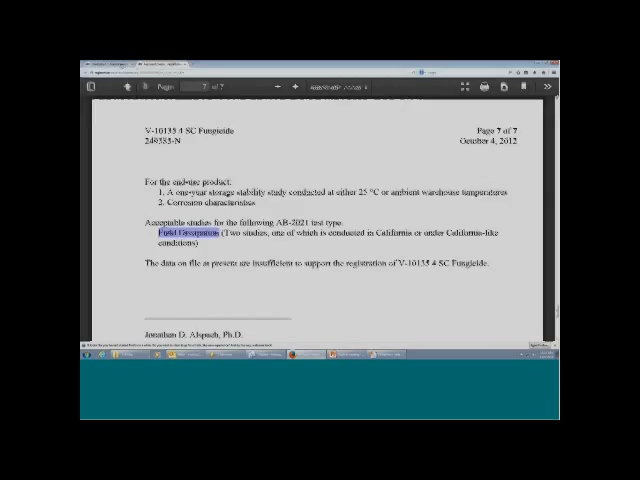 7 of 7
V-10135 4 SC Fungicide
Page 7 of 7
249383-N
October 4, 2012
For the end-use product:
1. A one-year storage stability study conducted at either 25 °C or ambient warehouse temperatures
2. Corrosion characteristics
Acceptable studies for the following AB-2021 test type.
Field Dissipation (Two studies, one of which is conducted in California or under California-like
conditions)
The data on file at present are insufficient to support the registration of V-10135 4 SC Fungicide.
Jonathan D. Alspach, Ph.D.